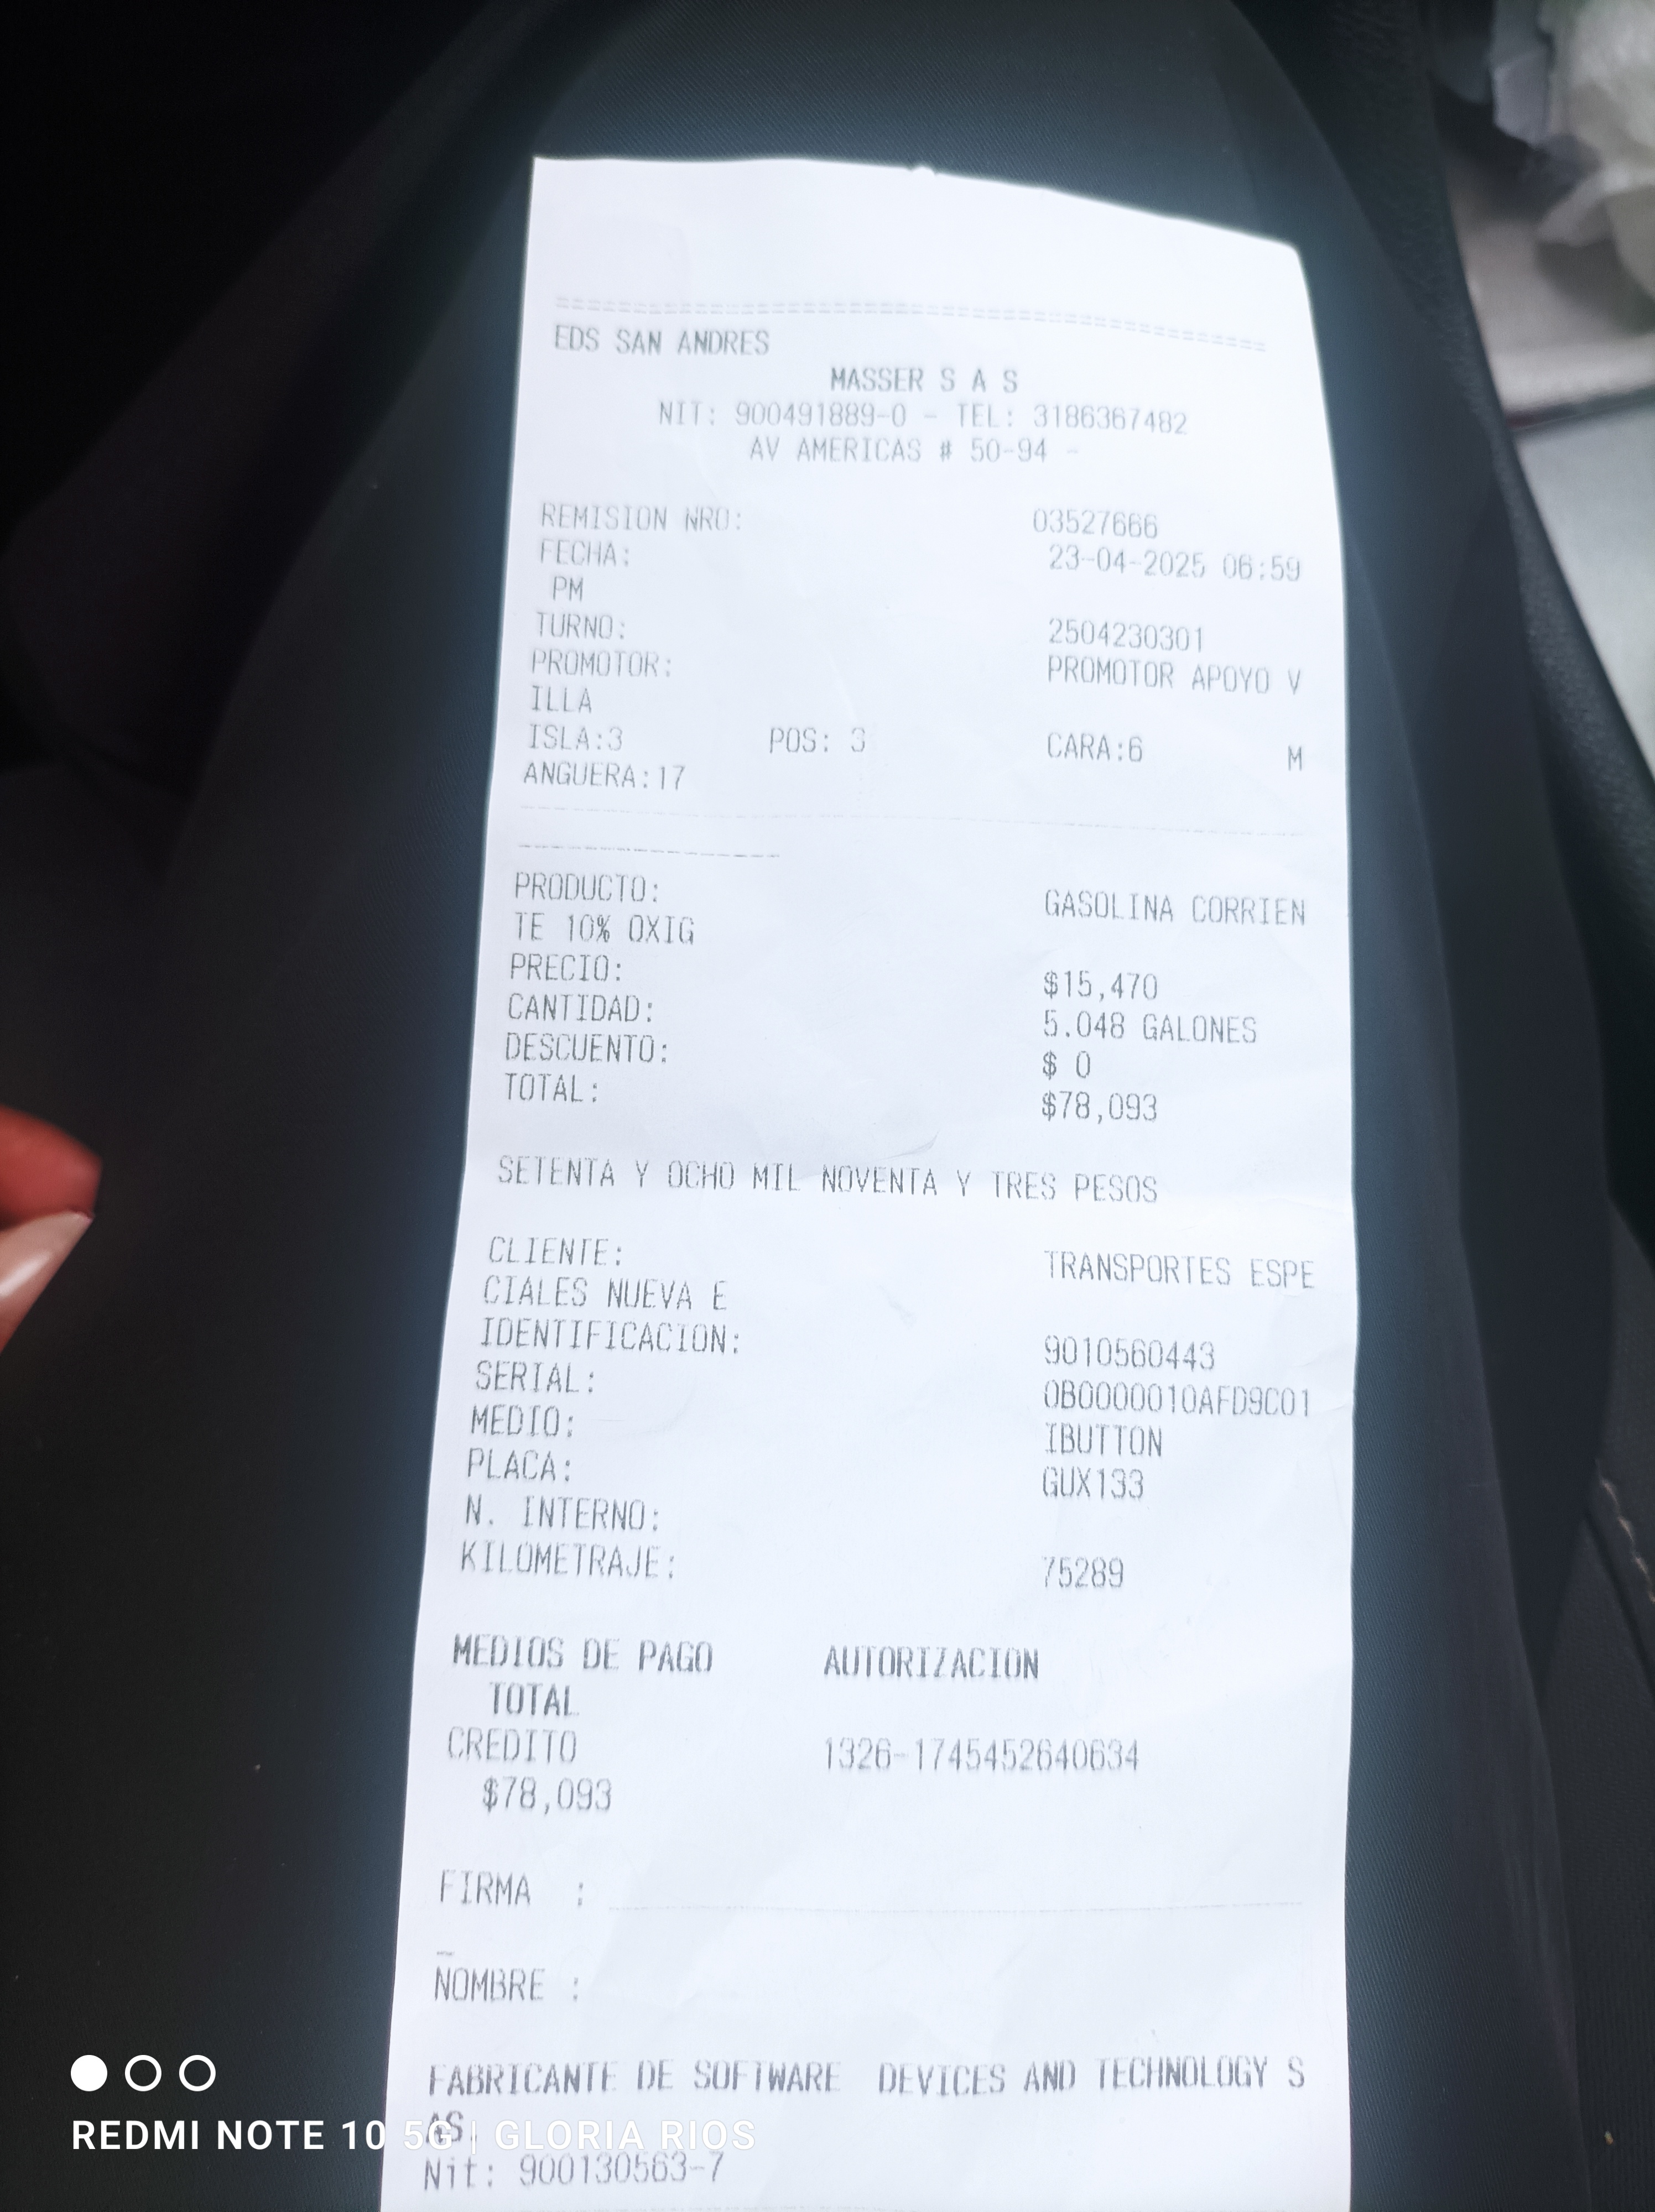 EDS SAN ANDRES
MASSER S A S
NIT: 900491889-0 - TEL: 3186367482
AV AMERICAS # 50-94 -
REMISION NRO: 03527666
FECHA: 23-04-2025 06:59
PM
TURNO: 2504230301
PROMOTOR: PROMOTOR APOYO V
ILLA
ISLA:3 POS: 3 CARA:6 M
ANGUERA:17
PRODUCTO: GASOLINA CORRIEN
TE 10% OXIG
PRECIO: $15,470
CANTIDAD: 5.048 GALONES
DESCUENTO: $ 0
TOTAL: $78,093
SETENTA Y OCHO MIL NOVENTA Y TRES PESOS
CLIENTE: TRANSPORTES ESPE
CIALES NUEVA E
IDENTIFICACION: 9010560443
SERIAL: 0B0000010AFD9C01
MEDIO: IBUTTON
PLACA: GUX133
N. INTERNO:
KILOMETRAJE: 75289
MEDIOS DE PAGO AUTORIZACION
TOTAL
CREDITO 1326-1745452640634
$78,093
FIRMA :
NOMBRE :
FABRICANTE DE SOFTWARE DEVICES AND TECHNOLOGY S
AS.
Nit: 900130563-7
REDMI NOTE 10 5G | GLORIA RIOS